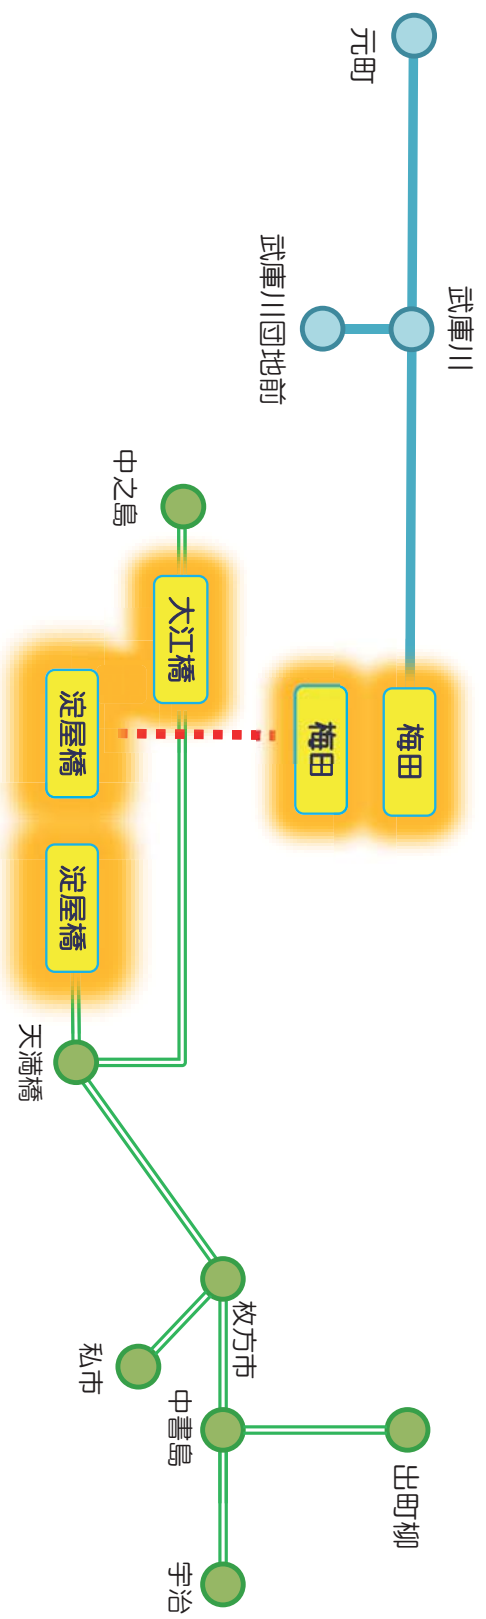 元町
武庫川
武庫川団地前
梅田
梅田
中之島
大江橋
淀屋橋
淀屋橋
天満橋
枚方市
私市
中書島
出町柳
宇治